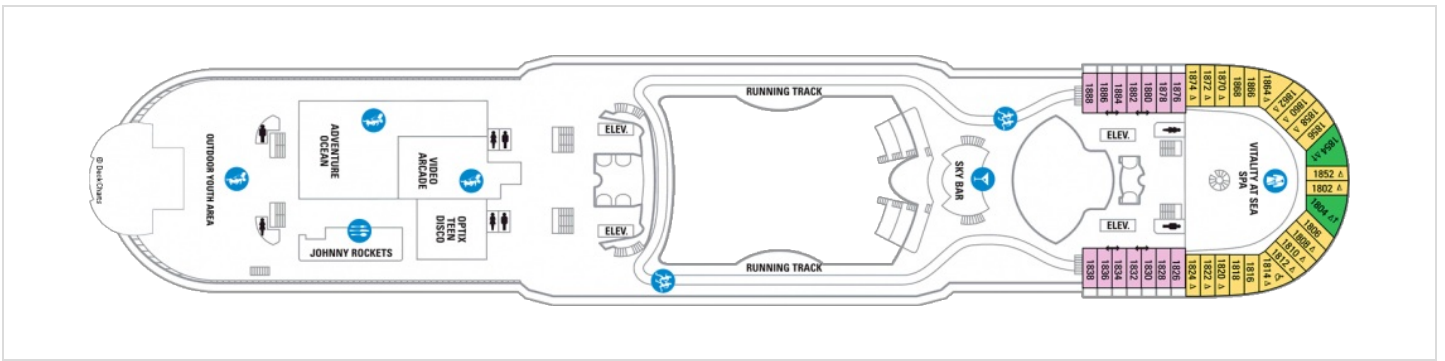 © DeckCharts
OUTDOOR YOUTH AREA
ADVENTURE
OCEAN
VIDEO
ARCADE
OPTIX
TEEN
DISCO
JOHNNY ROCKETS
ELEV.
ELEV.
RUNNING TRACK
RUNNING TRACK
SKY BAR
ELEV.
ELEV.
VITALITY AT SEA
SPA
1888
1886
1884
1882
1880
1878
1876
1874
1872
1870
1868
1866
1864
1862
1860
1858
1856
1854
1852
1802
1804
1806
1808
1810
1812
1814
1816
1818
1820
1822
1824
1826
1828
1830
1832
1834
1836
1838